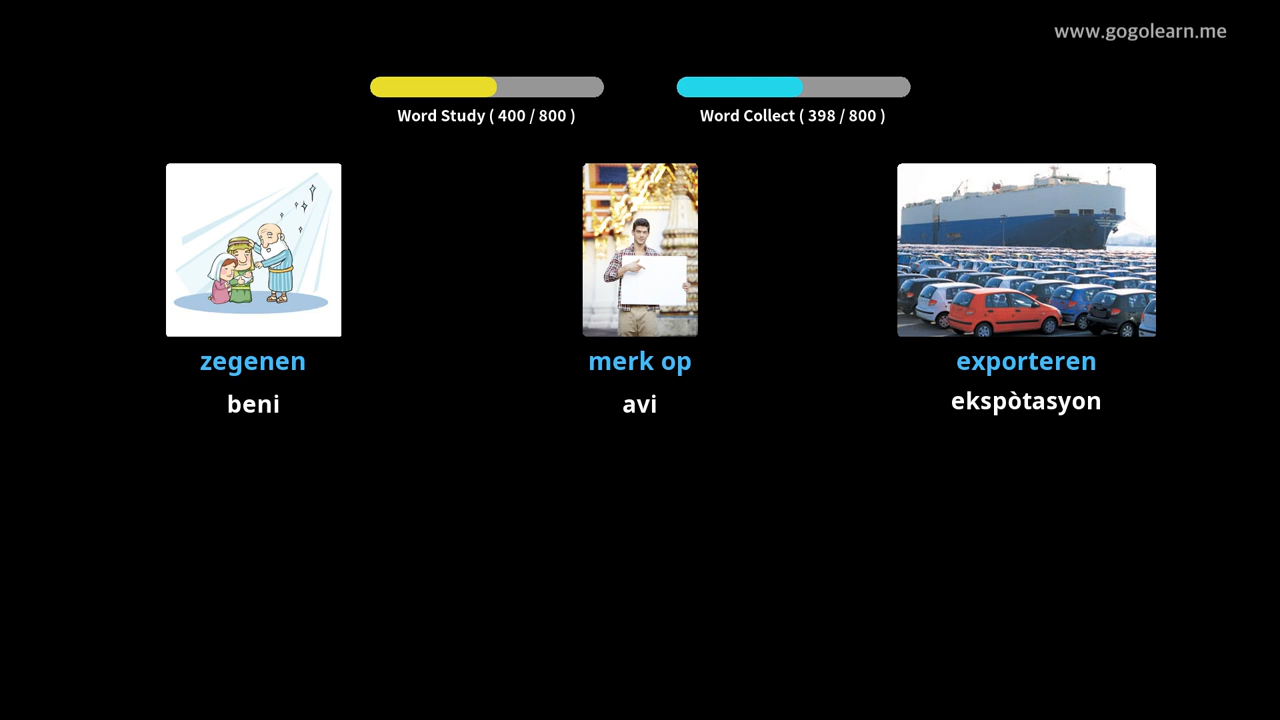 www.gogolearn.me
Word Study ( 400 / 800 )
Word Collect ( 398 / 800 )
zegenen
merk op
exporteren
beni
avi
ekspòtasyon